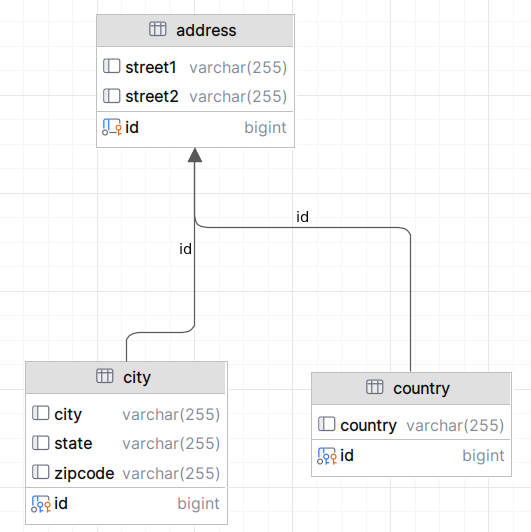 address
street1 varchar(255)
street2 varchar(255)
id bigint
id
id
city
city varchar(255)
state varchar(255)
zipcode varchar(255)
id bigint
country
country varchar(255)
id bigint